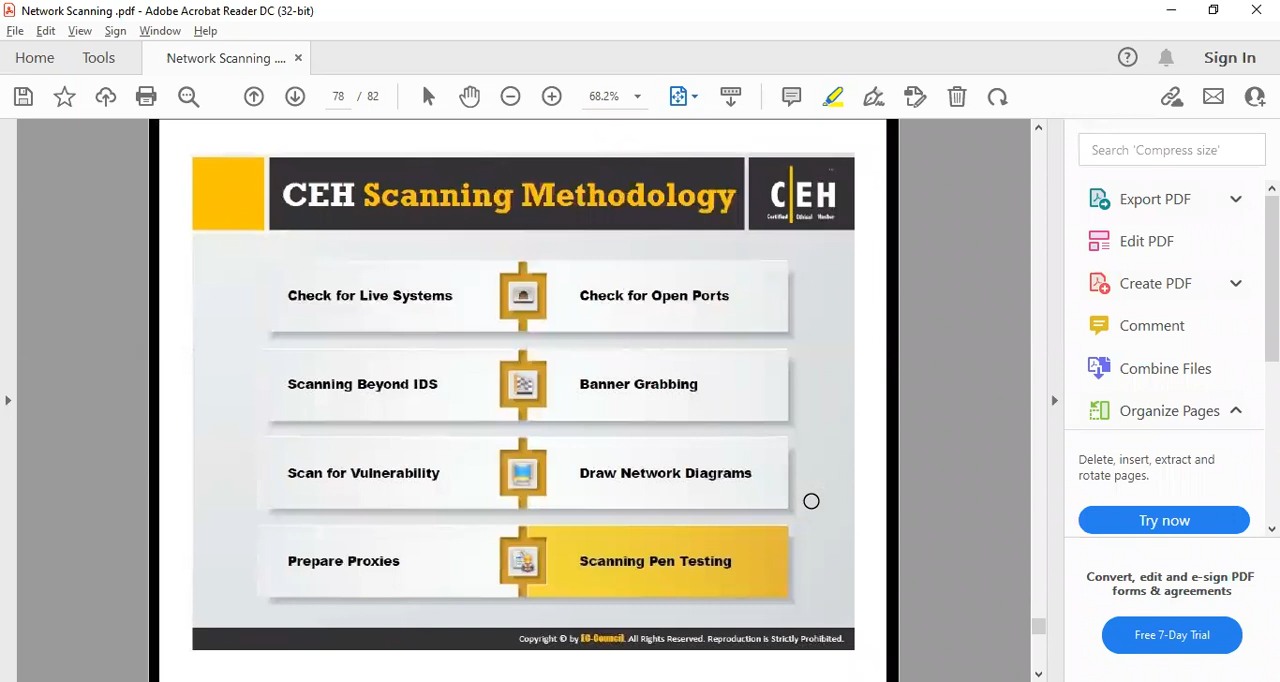 Network Scanning .pdf - Adobe Acrobat Reader DC (32-bit)
File Edit View Sign Window Help
Home Tools Network Scanning .... × Sign In
78 / 82 68.2%
Search 'Compress size'
CEH Scanning Methodology
C|EH
Certified Ethical Hacker
Check for Live Systems
Check for Open Ports
Scanning Beyond IDS
Banner Grabbing
Scan for Vulnerability
Draw Network Diagrams
Prepare Proxies
Scanning Pen Testing
Copyright © by EC-Council. All Rights Reserved. Reproduction is Strictly Prohibited.
Export PDF
Edit PDF
Create PDF
Comment
Combine Files
Organize Pages
Delete, insert, extract and
rotate pages.
Try now
Convert, edit and e-sign PDF
forms & agreements
Free 7-Day Trial